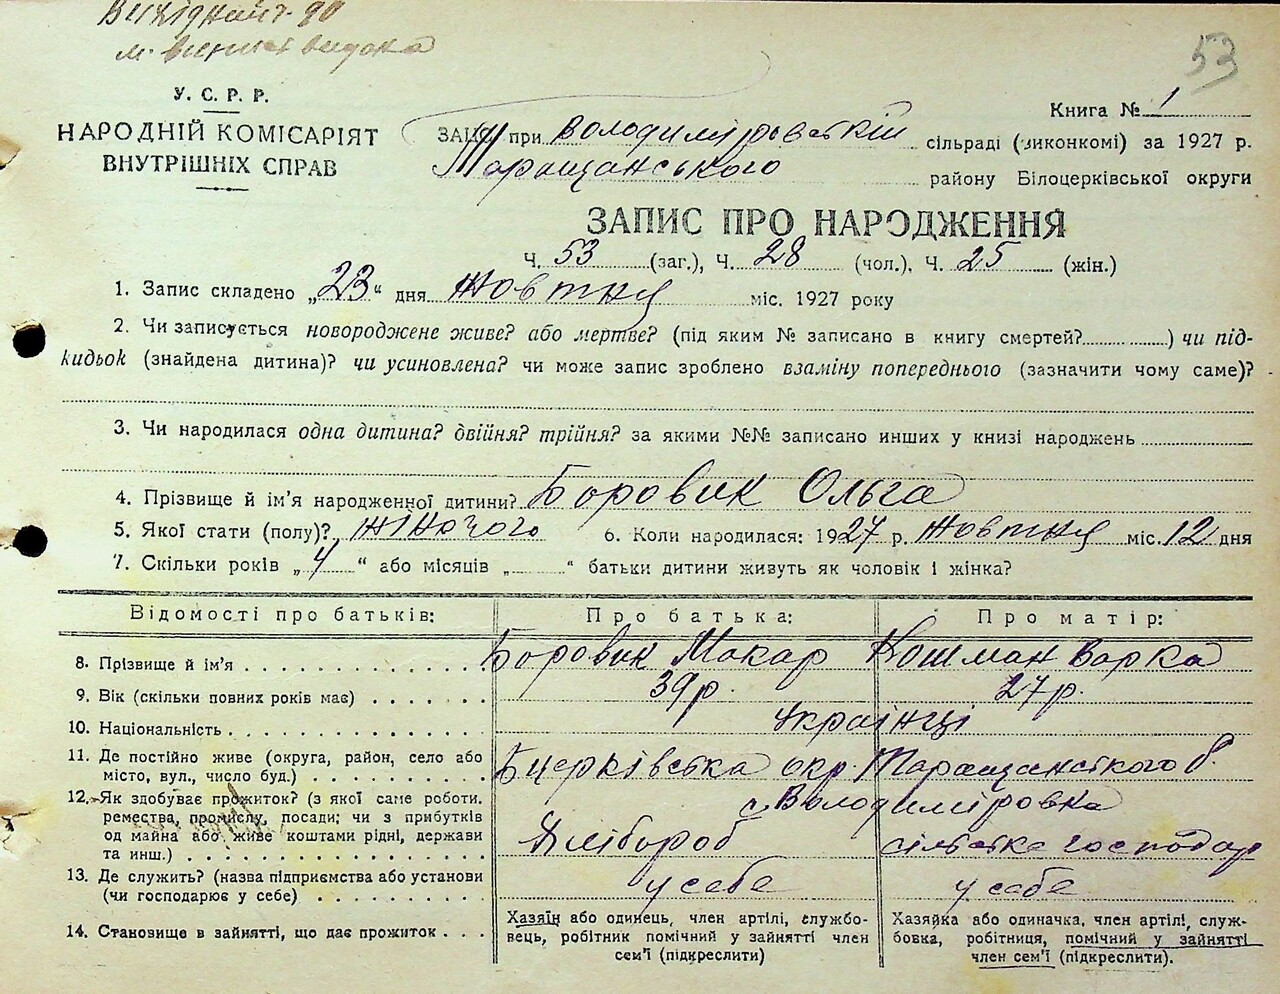 53
У. С. Р. Р.
НАРОДНІЙ КОМІСАРІЯТ
ВНУТРІШНІХ СПРАВ
Книга № 1
ЗАЦС при Володимірьвській сільраді (виконкомі) за 1927 р.
Таращанського району Білоцерківської округи
ЗАПИС ПРО НАРОДЖЕННЯ
Ч. 53 (заг.), Ч. 28 (чол.), Ч. 25 (жін.)
1. Запис складено „23“ дня Жовтня міс. 1927 року
2. Чи записується новороджене живе? або мертве? (під яким № записано в книгу смертей?) чи під-
кидьок (знайдена дитина)? чи усиновлена? чи може запис зроблено взаміну попереднього (зазначити чому саме)?
3. Чи народилася одна дитина? двійня? трійня? за якими №№ записано инших у книзі народжень
4. Прізвище й ім'я народженної дитини? Боровик Ольга
5. Якої стати (полу)? жіночого 6. Коли народилася: 1927 р. Жовтня міс. 12 дня
7. Скільки років „4“ або місяців „ “ батьки дитини живуть як чоловік і жінка?
Відомості про батьків: Про батька: Про матір:
8. Прізвище й ім'я Боровик Макар Кошман Варка
9. Вік (скільки повних років має) 39 р. 27 р.
10. Національність Українці
11. Де постійно живе (округа, район, село або
місто, вул., число буд.) Бцерківська окр. Таращанського р.
с. Володиміровка
12. Як здобуває прожиток? (з якої саме роботи,
ремества, промислу, посади; чи з прибутків
од майна або живе коштами рідні, держави
та инш.) Хлібороб сільське господар
13. Де служить? (назва підприємства або установи
(чи господарює у себе) у себе у себе
14. Становище в зайнятті, що дає прожиток
Хазяїн або одинець, член артілі, службо-
вець, робітник помічний у зайнятті член
сем'ї (підкреслити)
Хазяйка або одиначка, член артілі, служ-
бовка, робітниця, помічний у зайнятті
член сем'ї (підкреслити).